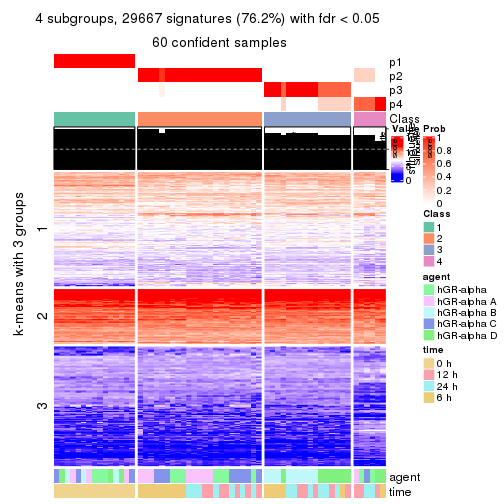 4 subgroups, 29667 signatures (76.2%) with fdr < 0.05
60 confident samples
p1
p2
p3
p4
Class
k-means with 3 groups
1
2
3
agent
time
Value
0
Prob
1
0.8
0.6
0.4
0.2
0
Class
1
2
3
4
agent
hGR-alpha
hGR-alpha A
hGR-alpha B
hGR-alpha C
hGR-alpha D
time
0 h
12 h
24 h
6 h